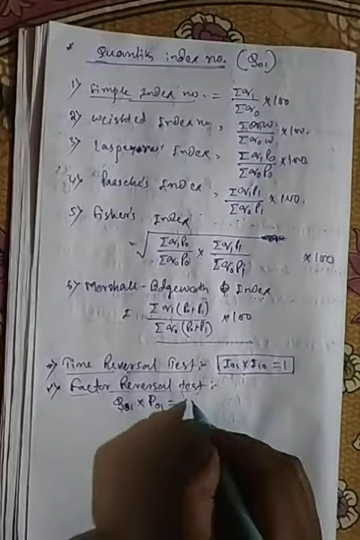 * Quantity index no. (Q01)
1) Simple Index no. = Σq1 / Σq0 × 100
2) Weighted Index no, Σq1w / Σq0w × 100.
3) Index, Σq1P0 / Σq0P0 × 100
4) Paasche's Index, Σq1P1 / Σq0P1 × 100.
5) Fisher's Index
= √(Σq1P0 / Σq0P0 × Σq1P1 / Σq0P1) × 100
6) Marshall-Edgeworth Index
= Σq1(P0+P1) / Σq0(P0+P1) × 100
Time Reversal Test:- I01 × I10 = 1
Factor Reversal test:-
Q01 × P01 =